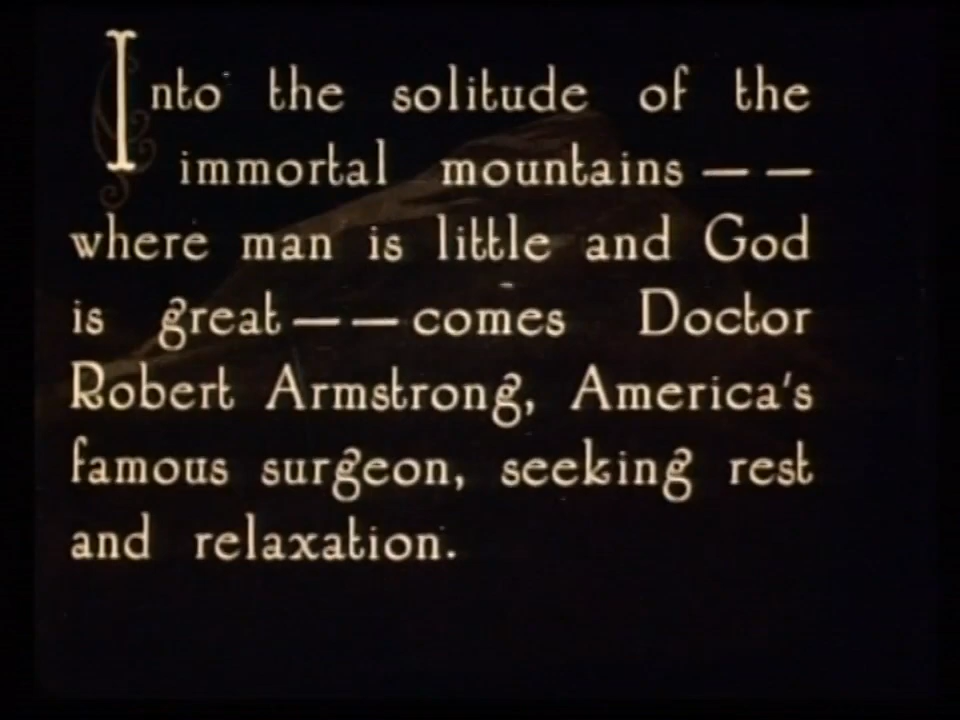 Into the solitude of the
immortal mountains — —
where man is little and God
is great — — comes Doctor
Robert Armstrong, America's
famous surgeon, seeking rest
and relaxation.